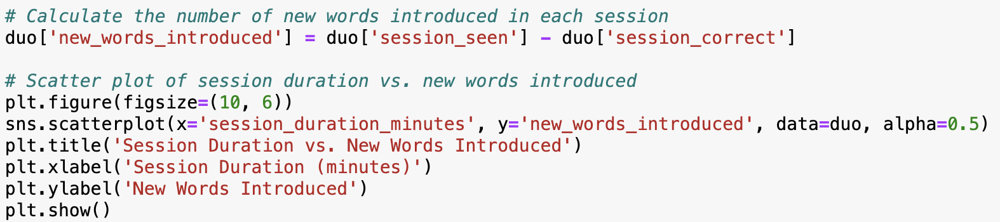 # Calculate the number of new words introduced in each session
duo['new_words_introduced'] = duo['session_seen'] - duo['session_correct']

# Scatter plot of session duration vs. new words introduced
plt.figure(figsize=(10, 6))
sns.scatterplot(x='session_duration_minutes', y='new_words_introduced', data=duo, alpha=0.5)
plt.title('Session Duration vs. New Words Introduced')
plt.xlabel('Session Duration (minutes)')
plt.ylabel('New Words Introduced')
plt.show()